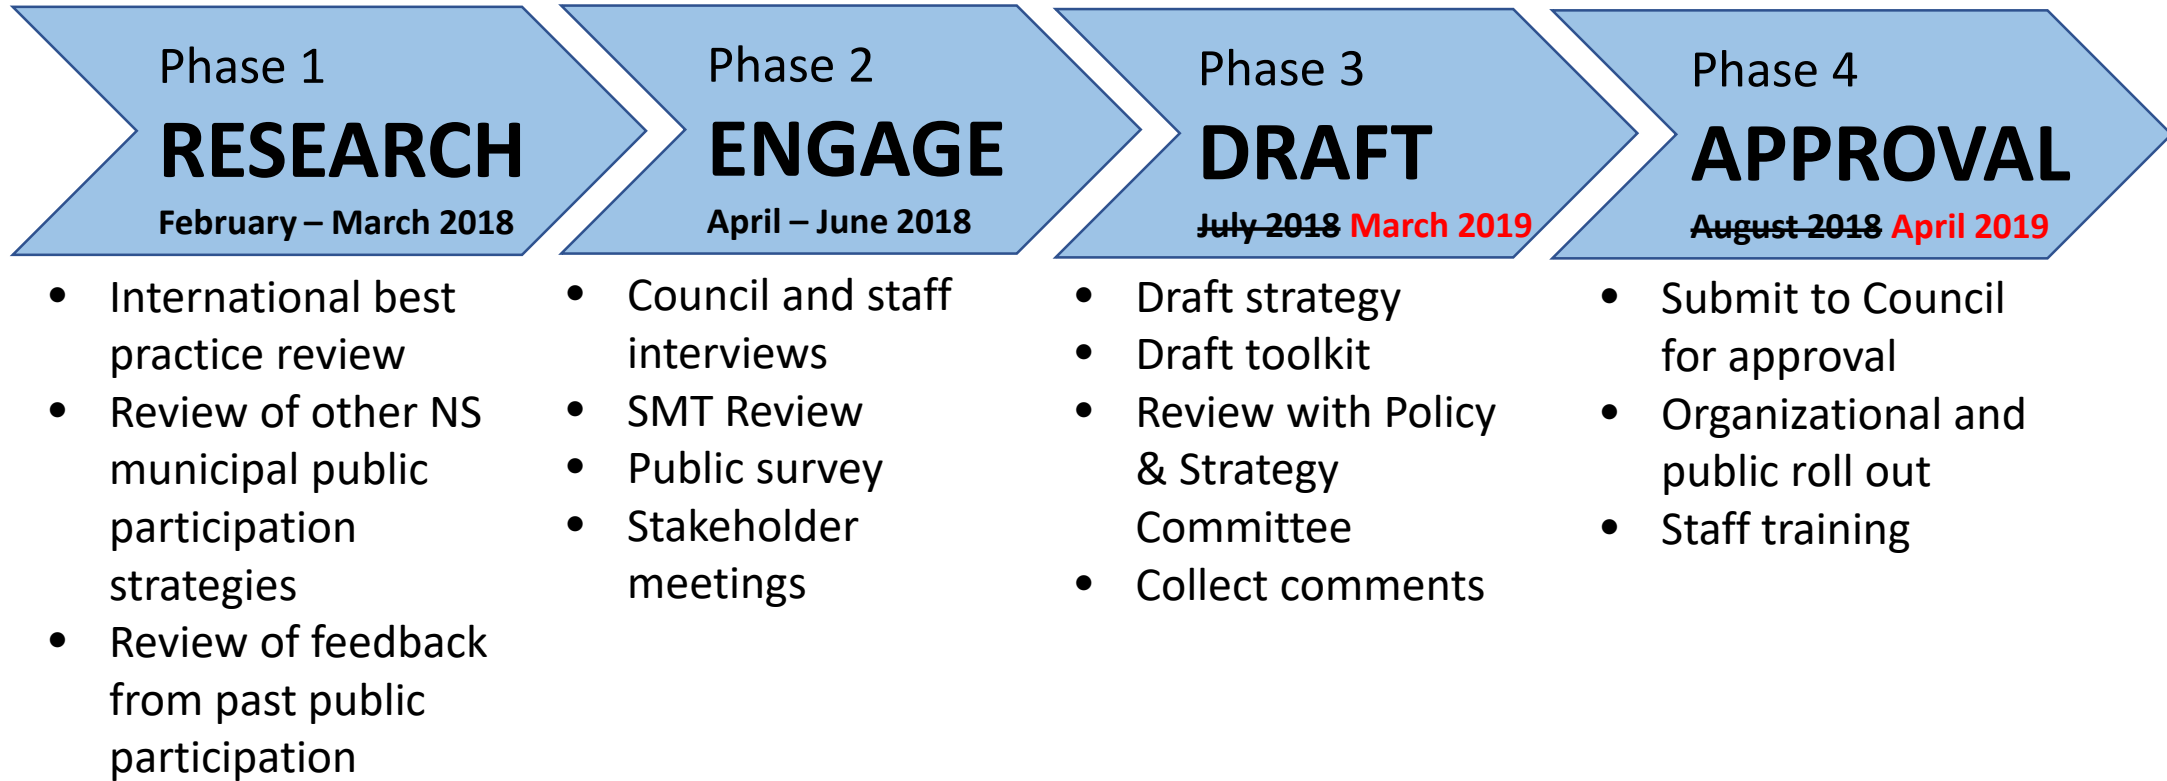 Phase 1
RESEARCH
February – March 2018
• International best
practice review
• Review of other NS
municipal public
participation
strategies
• Review of feedback
from past public
participation
Phase 2
ENGAGE
April – June 2018
• Council and staff
interviews
• SMT Review
• Public survey
• Stakeholder
meetings
Phase 3
DRAFT
July 2018 March 2019
• Draft strategy
• Draft toolkit
• Review with Policy
& Strategy
Committee
• Collect comments
Phase 4
APPROVAL
August 2018 April 2019
• Submit to Council
for approval
• Organizational and
public roll out
• Staff training